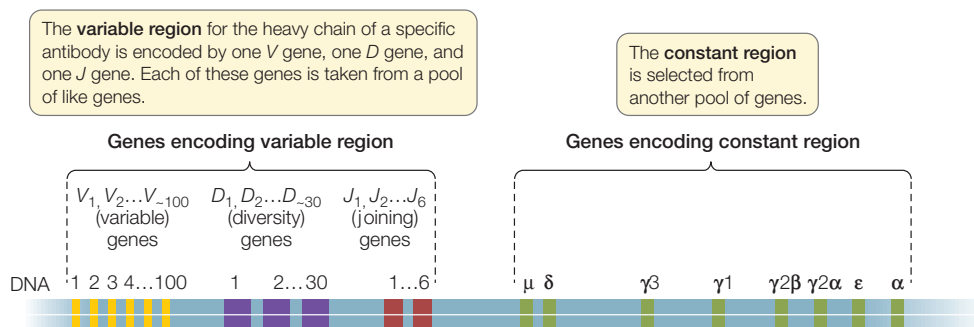 The variable region for the heavy chain of a specific
antibody is encoded by one V gene, one D gene, and
one J gene. Each of these genes is taken from a pool
of like genes.
The constant region
is selected from
another pool of genes.
Genes encoding variable region
Genes encoding constant region
V1, V2…V~100
(variable)
genes
D1, D2…D~30
(diversity)
genes
J1, J2…J6
(joining)
genes
DNA 1 2 3 4…100 1 2…30 1…6 μ δ γ3 γ1 γ2β γ2α ε α